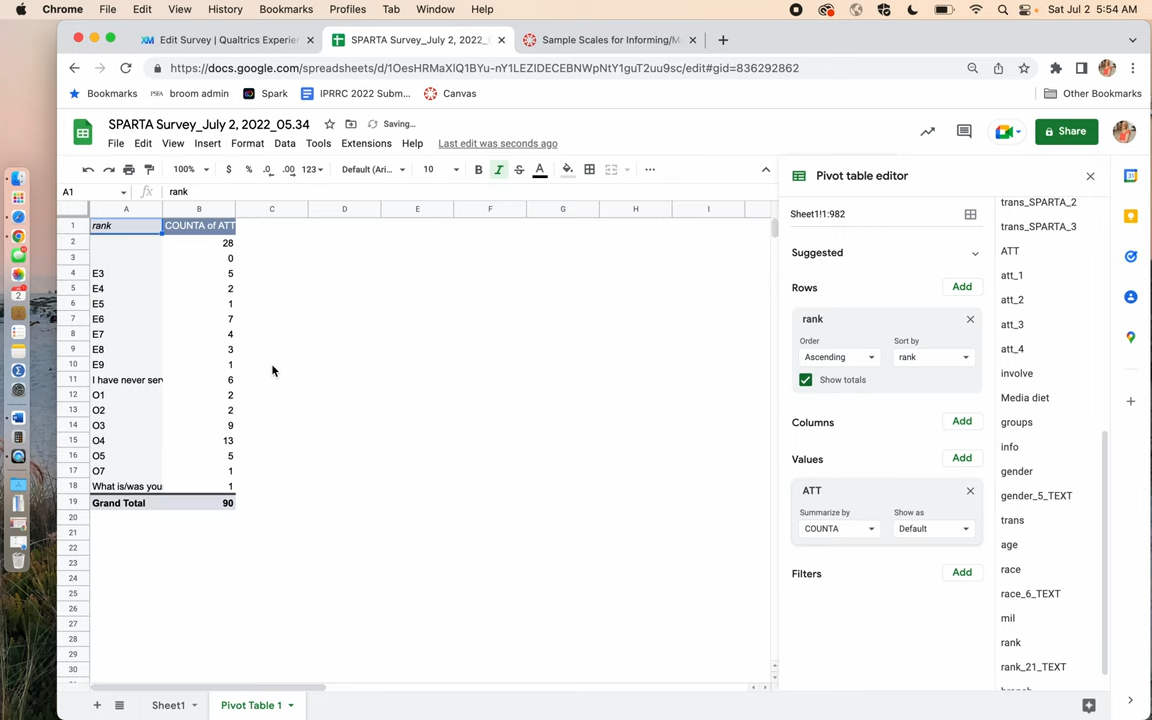 Chrome File Edit View History Bookmarks Profiles Tab Window Help Sat Jul 2 5:54 AM
Edit Survey | Qualtrics Experier SPARTA Survey_July 2, 2022_ Sample Scales for Informing/M
https://docs.google.com/spreadsheets/d/1OesHRMaXlQ1BYu-nY1LEZIDECEBNWpNtY1guT2uu9sc/edit#gid=836292862
Bookmarks broom admin Spark IPRRC 2022 Subm... Canvas Other Bookmarks
SPARTA Survey_July 2, 2022_05.34 Saving...
File Edit View Insert Format Data Tools Extensions Help Last edit was seconds ago
Share
100% $ % .0 .00 123 Default (Ari... 10 B I S A
A1 fx rank
A B C D E F G H I
1 rank COUNTA of ATT
2 28
3 0
4 E3 5
5 E4 2
6 E5 1
7 E6 7
8 E7 4
9 E8 3
10 E9 1
11 I have never serv 6
12 O1 2
13 O2 2
14 O3 9
15 O4 13
16 O5 5
17 O7 1
18 What is/was you 1
19 Grand Total 90
20
21
22
23
24
25
26
27
28
29
30
Pivot table editor
Sheet1!1:982
Suggested
Rows Add
rank
Order Sort by
Ascending rank
Show totals
Columns Add
Values Add
ATT
Summarize by Show as
COUNTA Default
Filters Add
trans_SPARTA_2
trans_SPARTA_3
ATT
att_1
att_2
att_3
att_4
involve
Media diet
groups
info
gender
gender_5_TEXT
trans
age
race
race_6_TEXT
mil
rank
rank_21_TEXT
Sheet1 Pivot Table 1